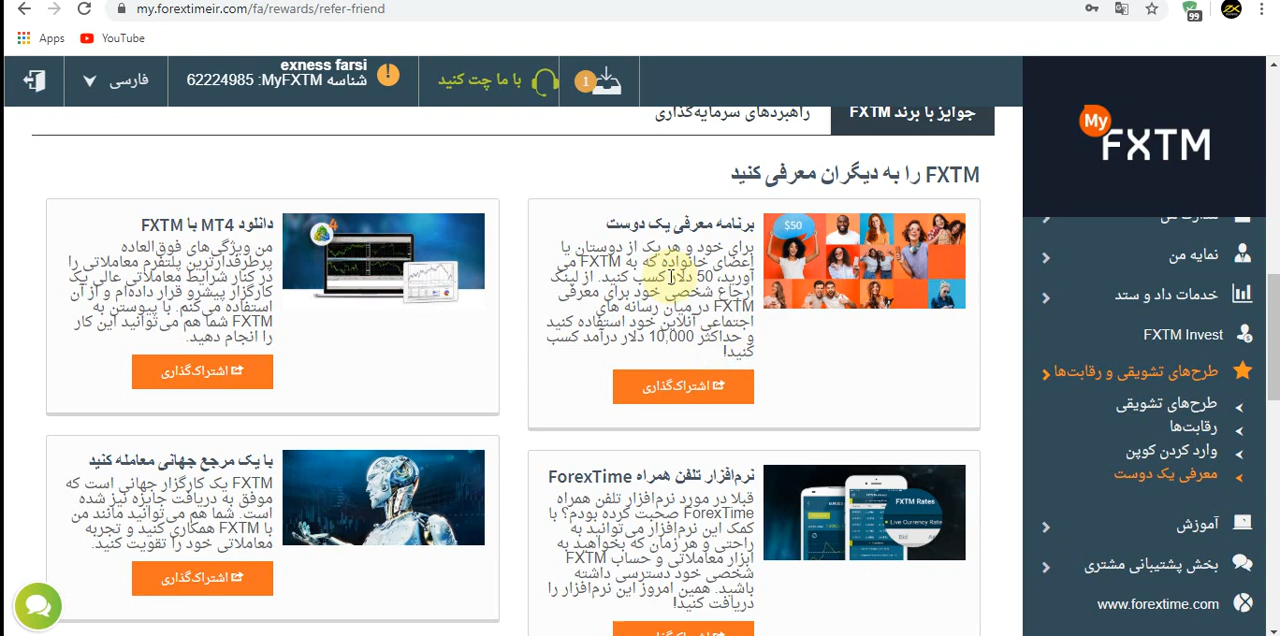 my.forextimeir.com/fa/rewards/refer-friend
99
Apps
YouTube
exness farsi
شناسه MyFXTM: 62224985
فارسی
با ما چت کنید
1
My
FXTM
جوایز با برند FXTM
راهبردهای سرمایه‌گذاری
FXTM را به دیگران معرفی کنید
برنامه معرفی یک دوست
برای خود و هر یک از دوستان یا
اعضای خانواده که به FXTM می
آورید، 50 دلار کسب کنید. از لینک
ارجاع شخصی خود برای معرفی
FXTM در میان رسانه های
اجتماعی آنلاین خود استفاده کنید
و حداکثر 10,000 دلار درآمد کسب
کنید!
اشتراک‌گذاری
$50
دانلود MT4 با FXTM
من ویژگی‌های فوق‌العاده
پرطرفدارترین پلتفرم معاملاتی را
در کنار شرایط معاملاتی عالی یک
کارگزار پیشرو قرار داده‌ام و از آن
استفاده می‌کنم. با پیوستن به
FXTM شما هم می‌توانید این کار
را انجام دهید.
اشتراک‌گذاری
4
نرم‌افزار تلفن همراه ForexTime
قبلا در مورد نرم‌افزار تلفن همراه
ForexTime صحبت کرده بودم؟ با
کمک این نرم‌افزار می‌توانید به
راحتی و هر زمان که بخواهید به
ابزار معاملاتی و حساب FXTM
شخصی خود دسترسی داشته
باشید. همین امروز این نرم‌افزار را
دریافت کنید!
اشتراک‌گذاری
FXTM Rates
Live Currency Rate
با یک مرجع جهانی معامله کنید
FXTM یک کارگزار جهانی است که
موفق به دریافت جایزه نیز شده
است. شما هم می‌توانید مانند من
با FXTM همکاری کنید و تجربه
معاملاتی خود را تقویت کنید.
اشتراک‌گذاری
نمایه من
خدمات داد و ستد
FXTM Invest
طرح‌های تشویقی و رقابت‌ها
طرح‌های تشویقی
رقابت‌ها
وارد کردن کوپن
معرفی یک دوست
آموزش
بخش پشتیبانی مشتری
www.forextime.com